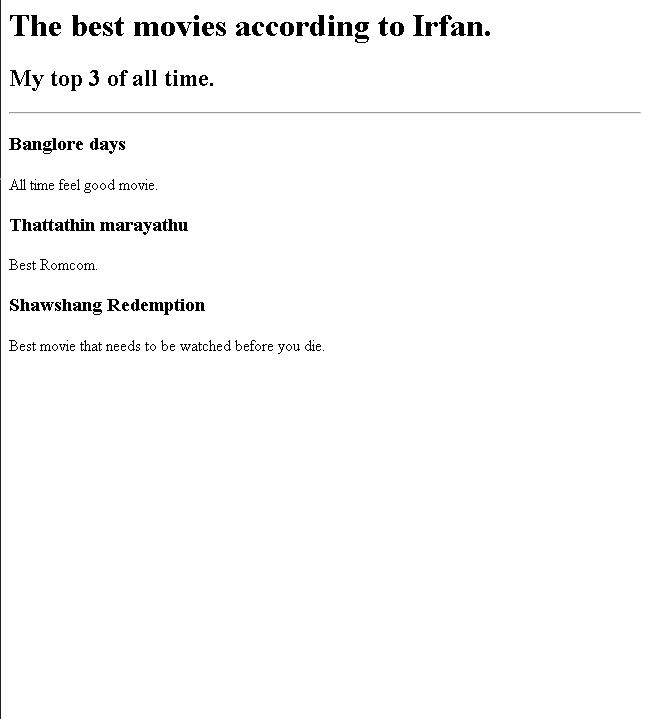 The best movies according to Irfan.
My top 3 of all time.
Banglore days
All time feel good movie.
Thattathin marayathu
Best Romcom.
Shawshang Redemption
Best movie that needs to be watched before you die.